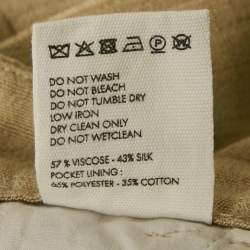 DO NOT WASH
DO NOT BLEACH
DO NOT TUMBLE DRY
LOW IRON
DRY CLEAN ONLY
DO NOT WETCLEAN
57 % VISCOSE - 43% SILK
POCKET LINING :
65% POLYESTER - 35% COTTON